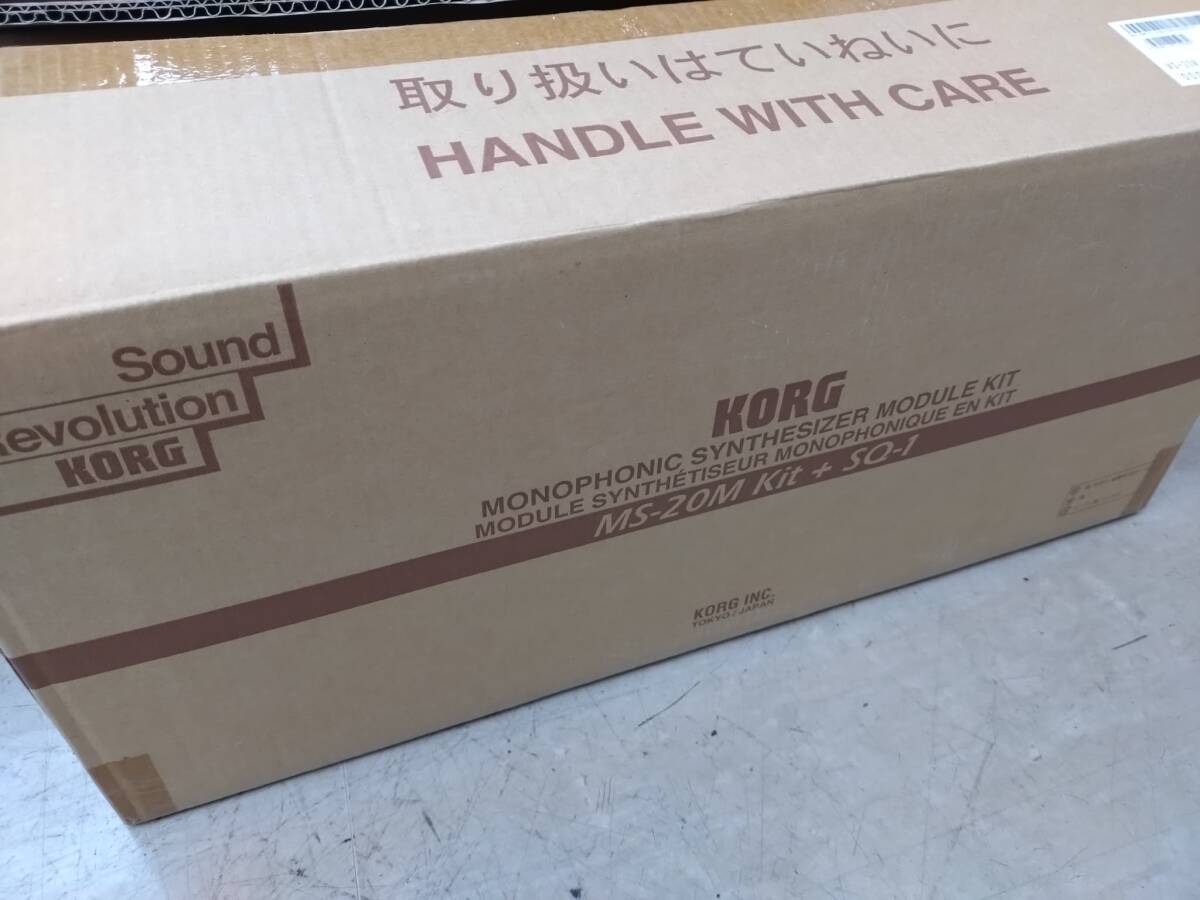 取り扱いはていねいに
HANDLE WITH CARE
Sound
Revolution
KORG
KORG
MONOPHONIC SYNTHESIZER MODULE KIT
MODULE SYNTHÉTISEUR MONOPHONIQUE EN KIT
MS-20M Kit + SQ-1
KORG INC.
TOKYO/JAPAN